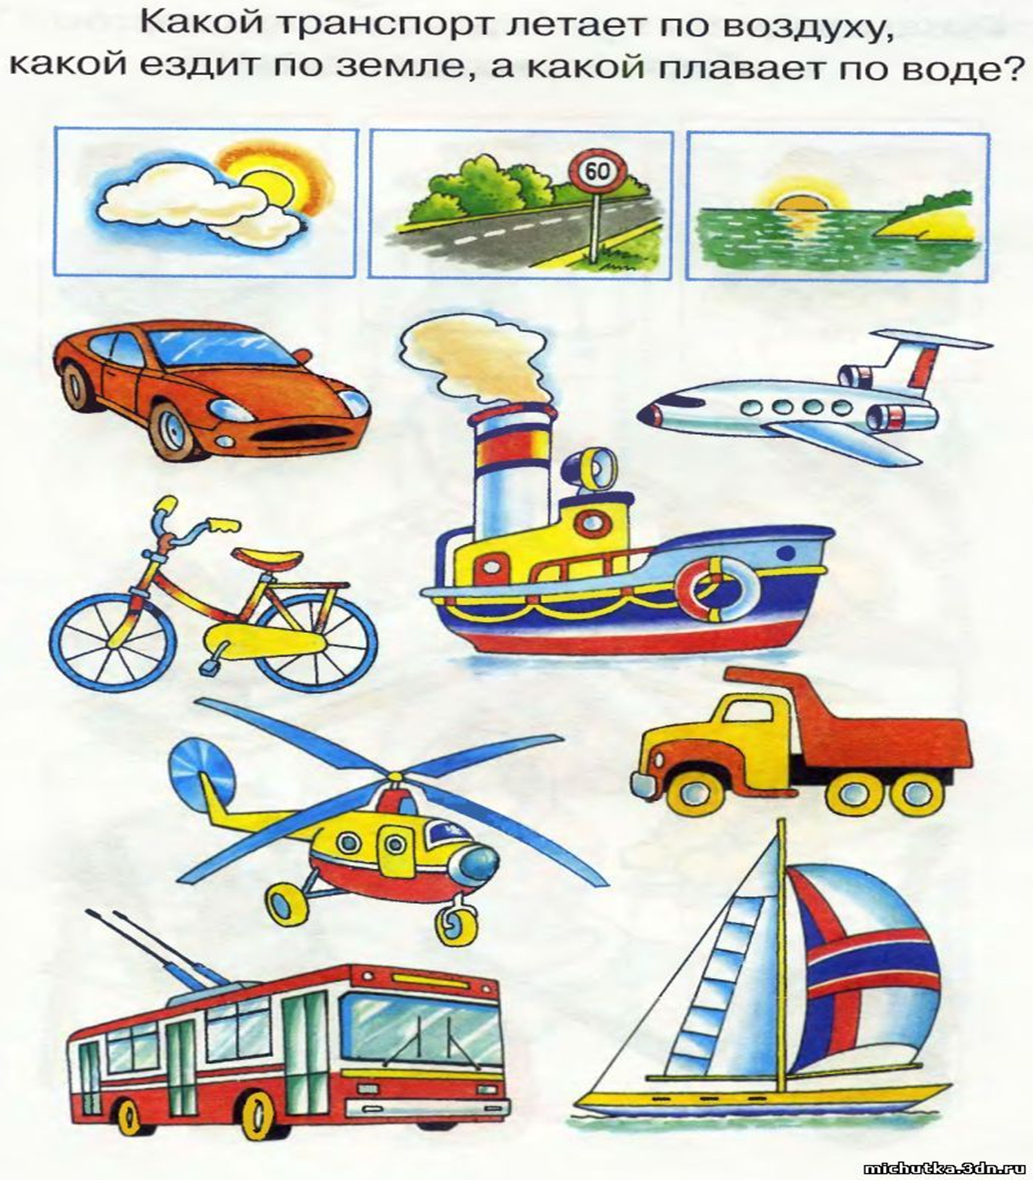 Какой транспорт летает по воздуху,
какой ездит по земле, а какой плавает по воде?
60
michutka.3dn.ru